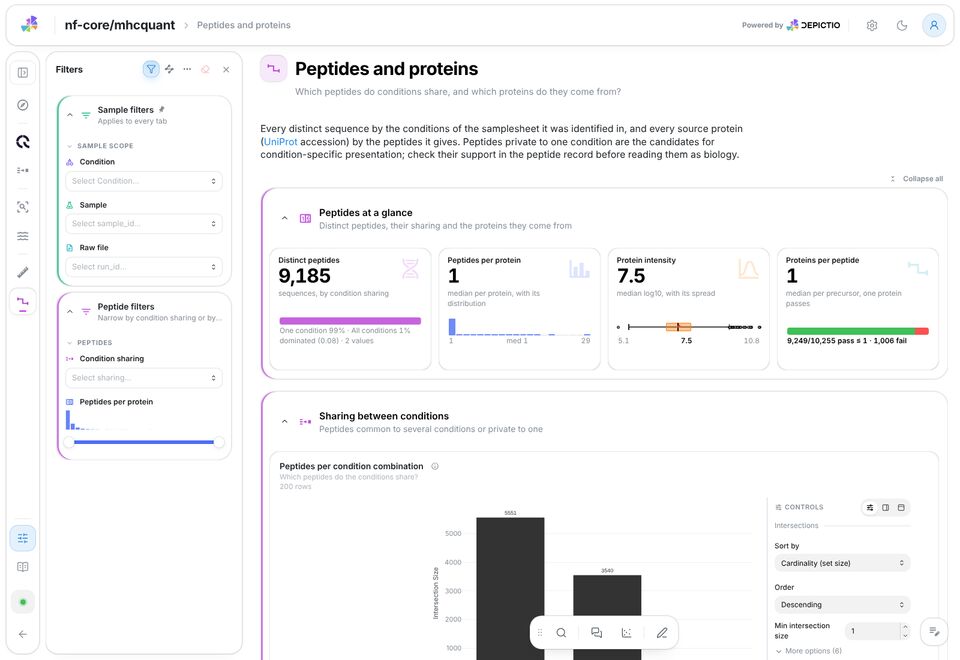 nf-core/mhcquant
Peptides and proteins
Powered by DEPICTIO
Filters
Sample filters
Applies to every tab
SAMPLE SCOPE
Condition
Select Condition...
Sample
Select sample_id...
Raw file
Select run_id...
Peptide filters
Narrow by condition sharing or by...
PEPTIDES
Condition sharing
Select sharing...
Peptides per protein
Peptides and proteins
Which peptides do conditions share, and which proteins do they come from?
Every distinct sequence by the conditions of the samplesheet it was identified in, and every source protein
(UniProt accession) by the peptides it gives. Peptides private to one condition are the candidates for
condition-specific presentation; check their support in the peptide record before reading them as biology.
Collapse all
Peptides at a glance
Distinct peptides, their sharing and the proteins they come from
Distinct peptides
9,185
sequences, by condition sharing
One condition 99% · All conditions 1%
dominated (0.08) · 2 values
Peptides per protein
1
median per protein, with its
distribution
1 med 1 29
Protein intensity
7.5
median log10, with its spread
5.1 7.5 10.8
Proteins per peptide
1
median per precursor, one protein
passes
9,249/10,255 pass ≤ 1 · 1,006 fail
Sharing between conditions
Peptides common to several conditions or private to one
Peptides per condition combination
Which peptides do the conditions share?
200 rows
Intersection Size
5000
4000
3000
2000
1000
5551
3540
CONTROLS
Intersections
Sort by
Cardinality (set size)
Order
Descending
Min intersection
size
1
More options (6)